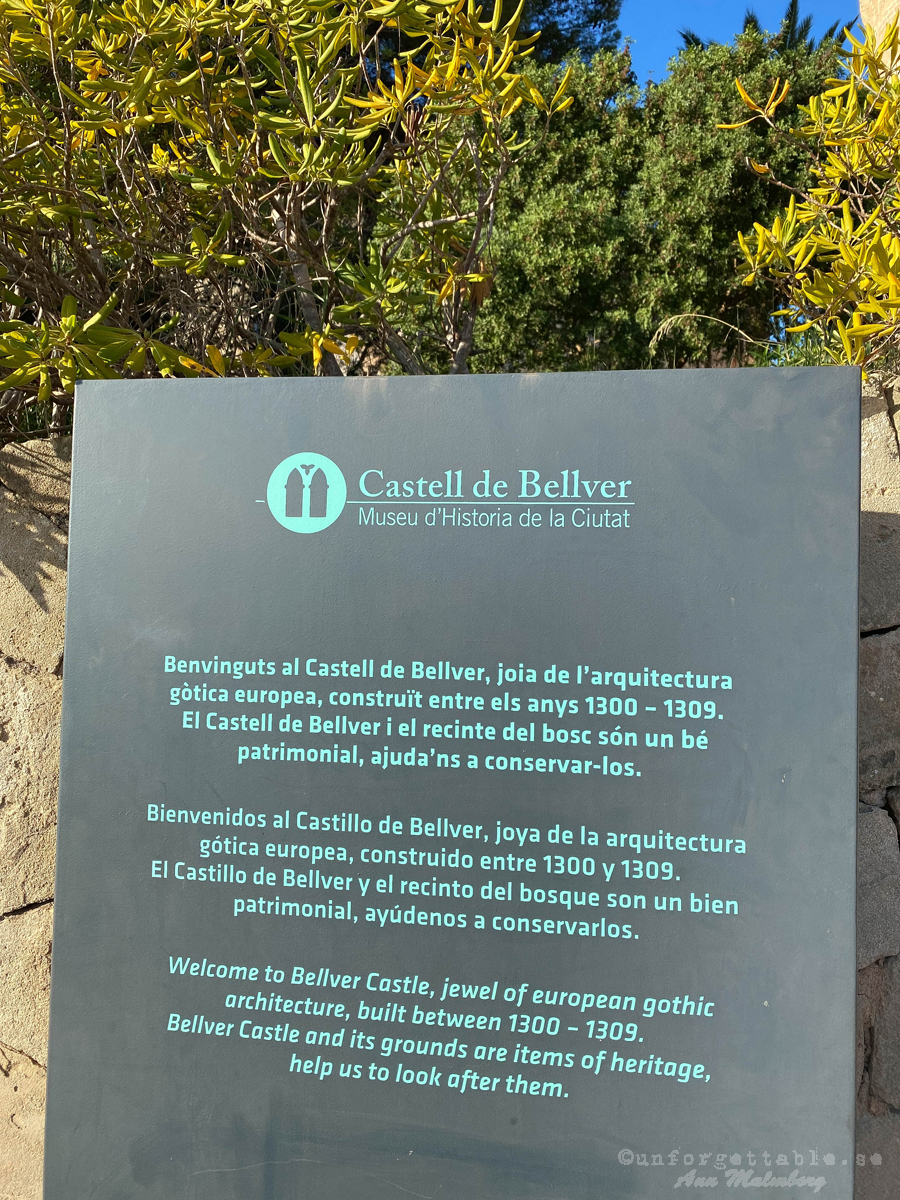 Castell de Bellver
Museu d'Historia de la Ciutat
Benvinguts al Castell de Bellver, joia de l'arquitectura
gòtica europea, construït entre els anys 1300 – 1309.
El Castell de Bellver i el recinte del bosc són un bé
patrimonial, ajuda'ns a conservar-los.
Bienvenidos al Castillo de Bellver, joya de la arquitectura
gótica europea, construido entre 1300 y 1309.
El Castillo de Bellver y el recinto del bosque son un bien
patrimonial, ayúdenos a conservarlos.
Welcome to Bellver Castle, jewel of european gothic
architecture, built between 1300 – 1309.
Bellver Castle and its grounds are items of heritage,
help us to look after them.
©unforgettable.se
Ann Malmborg